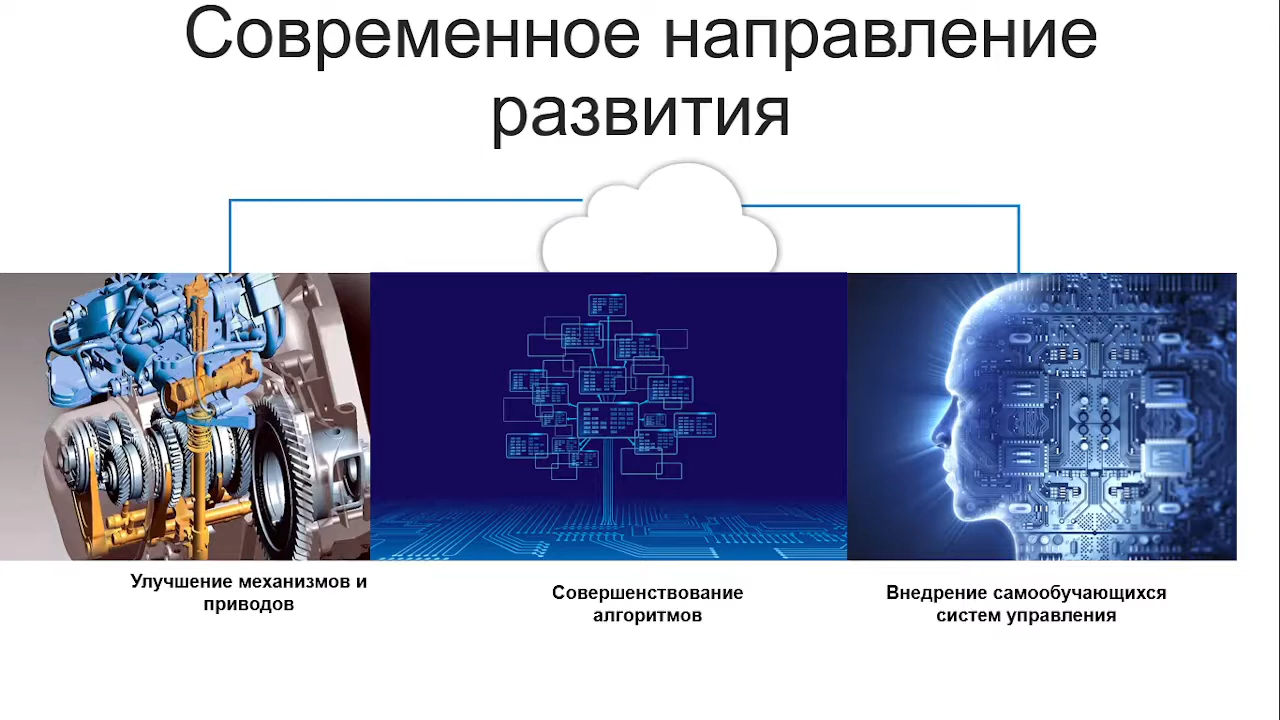 Современное направление
развития
Улучшение механизмов и
приводов
Совершенствование
алгоритмов
Внедрение самообучающихся
систем управления